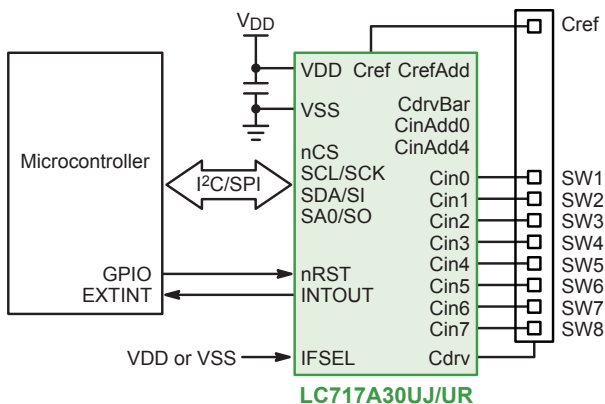 VDD
Cref
VDD Cref CrefAdd
VSS
CdrvBar
CinAdd0
CinAdd4
Microcontroller
I²C/SPI
nCS
SCL/SCK
SDA/SI
SA0/SO
Cin0 SW1
Cin1 SW2
Cin2 SW3
Cin3 SW4
Cin4 SW5
Cin5 SW6
Cin6 SW7
Cin7 SW8
GPIO nRST
EXTINT INTOUT
VDD or VSS IFSEL Cdrv
LC717A30UJ/UR